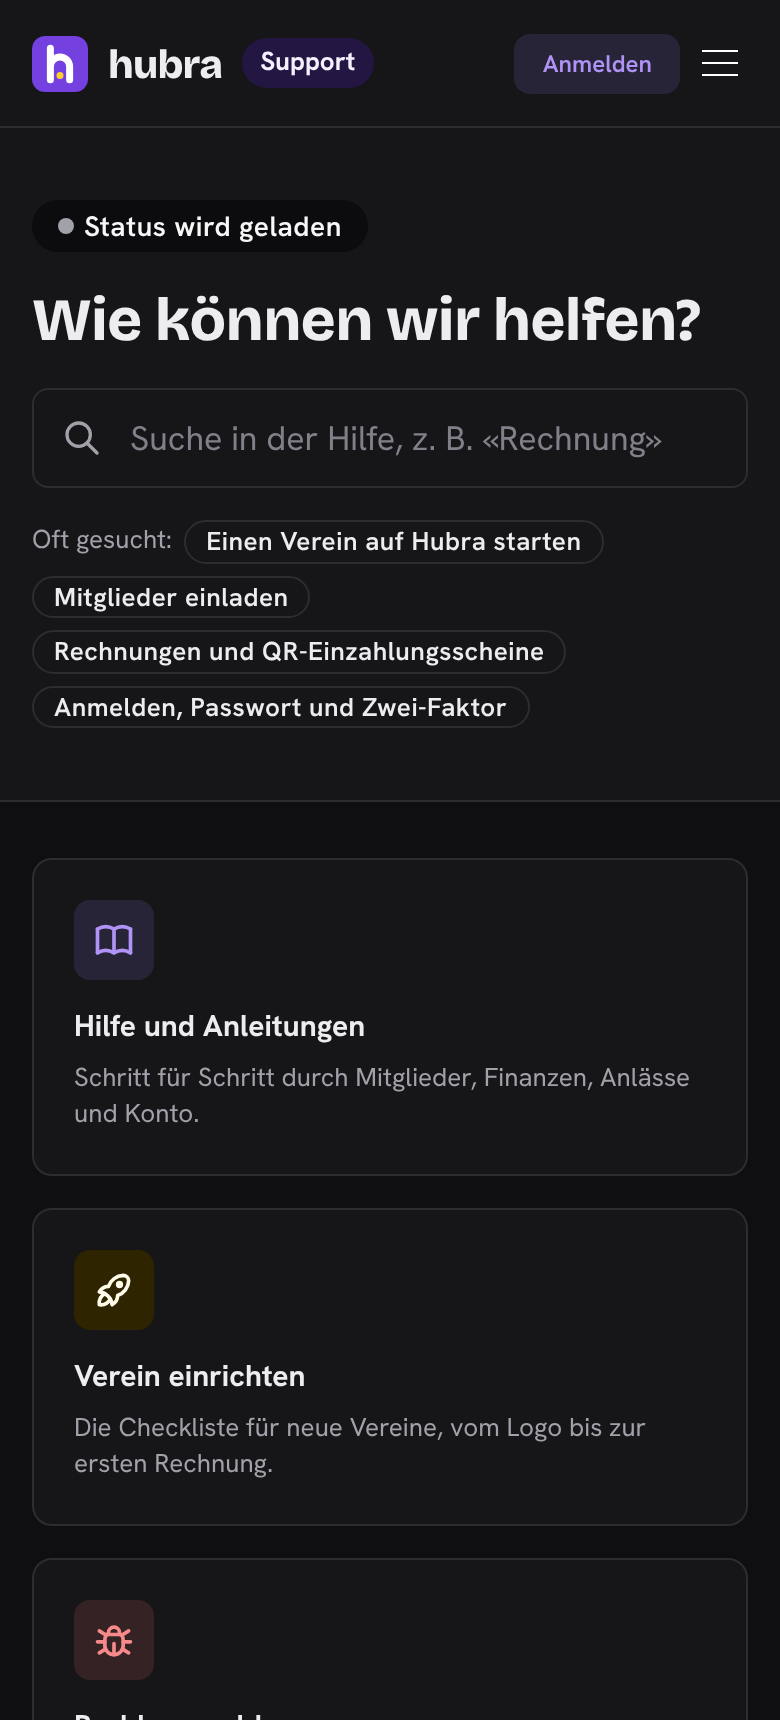 hubra Support Anmelden
Status wird geladen
Wie können wir helfen?
Suche in der Hilfe, z. B. «Rechnung»
Oft gesucht: Einen Verein auf Hubra starten
Mitglieder einladen
Rechnungen und QR-Einzahlungsscheine
Anmelden, Passwort und Zwei-Faktor
Hilfe und Anleitungen
Schritt für Schritt durch Mitglieder, Finanzen, Anlässe
und Konto.
Verein einrichten
Die Checkliste für neue Vereine, vom Logo bis zur
ersten Rechnung.